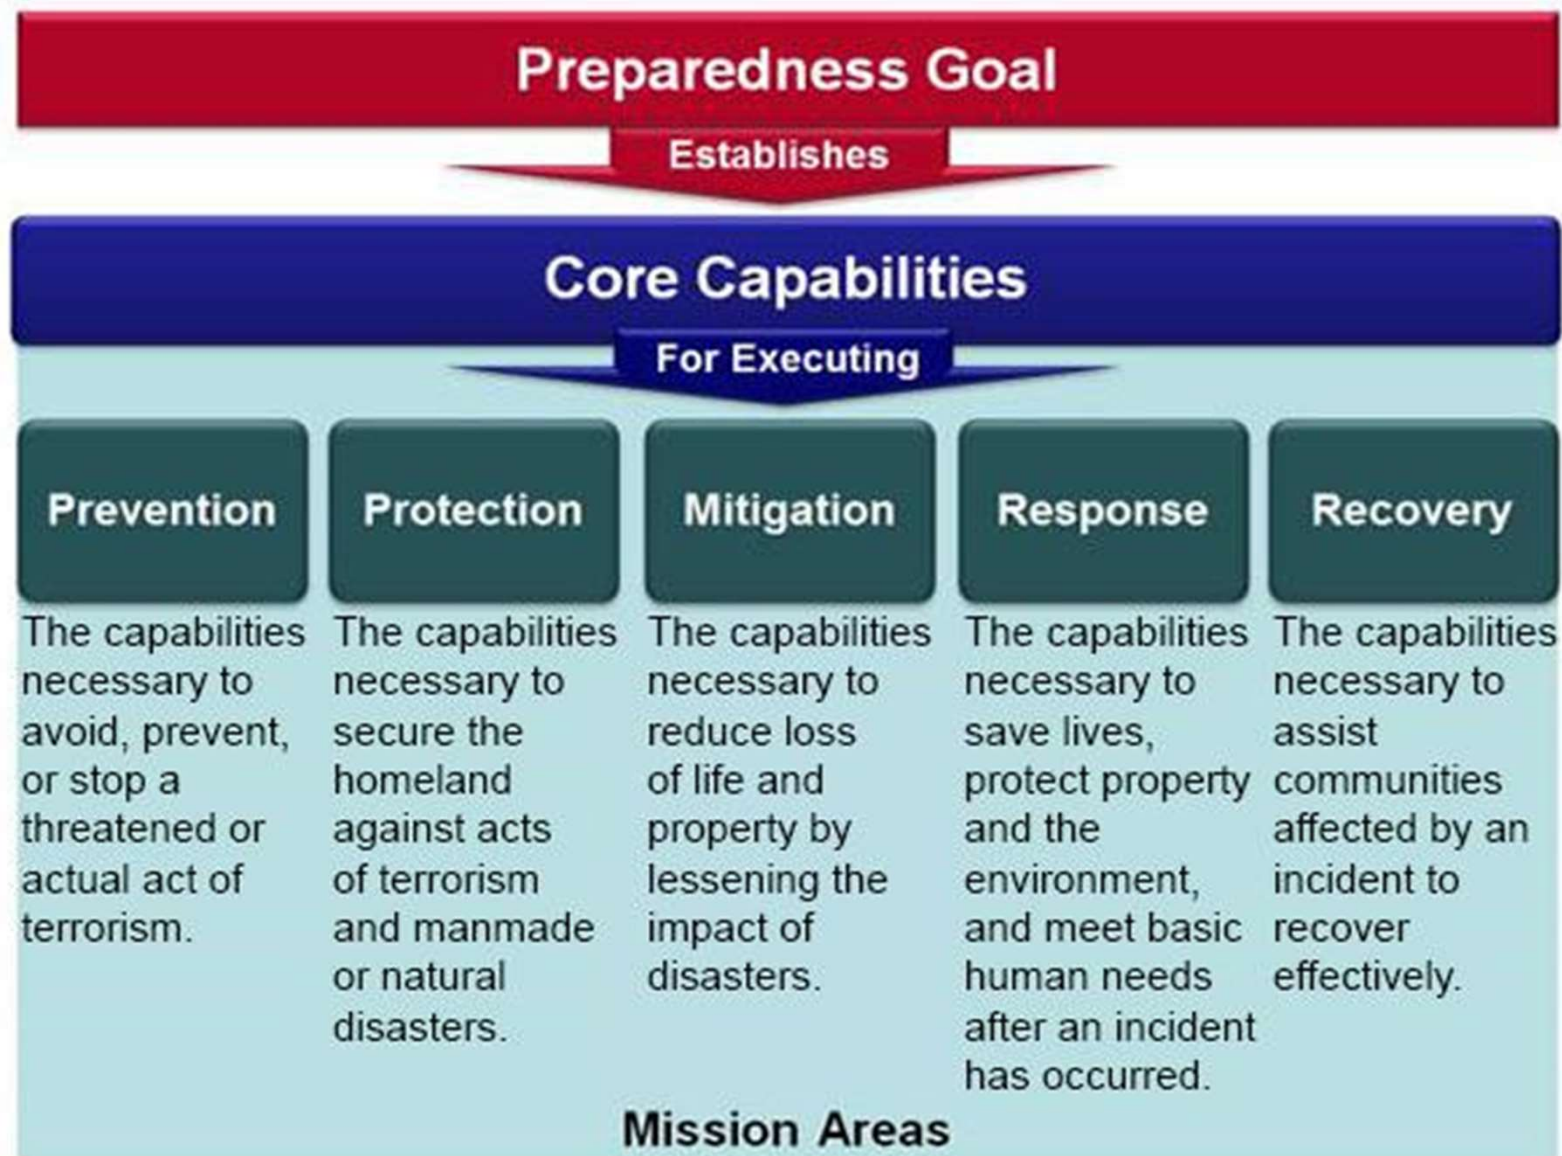 Preparedness Goal
Establishes
Core Capabilities
For Executing
Prevention
The capabilities
necessary to
avoid, prevent,
or stop a
threatened or
actual act of
terrorism.
Protection
The capabilities
necessary to
secure the
homeland
against acts
of terrorism
and manmade
or natural
disasters.
Mitigation
The capabilities
necessary to
reduce loss
of life and
property by
lessening the
impact of
disasters.
Response
The capabilities
necessary to
save lives,
protect property
and the
environment,
and meet basic
human needs
after an incident
has occurred.
Recovery
The capabilities
necessary to
assist
communities
affected by an
incident to
recover
effectively.
Mission Areas